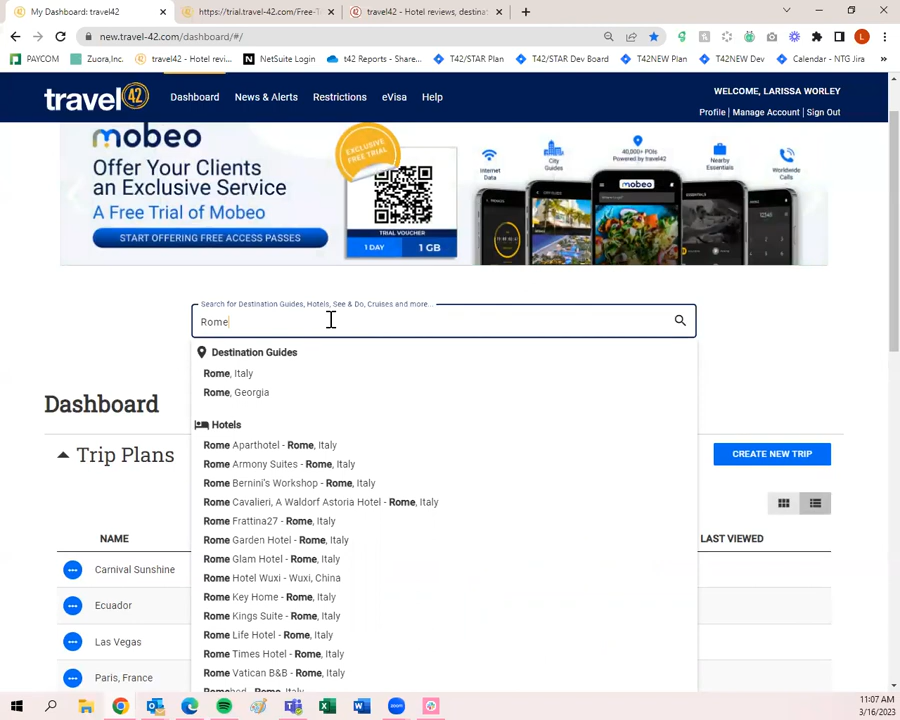 My Dashboard: travel42
https://trial.travel-42.com/Free-T
travel42 - Hotel reviews, destinat
new.travel-42.com/dashboard/#/
PAYCOM
Zuora,Inc.
travel42 - Hotel revi...
NetSuite Login
t42 Reports - Share...
T42/STAR Plan
T42/STAR Dev Board
T42NEW Plan
T42NEW Dev
Calendar - NTG Jira
travel 42
Dashboard
News & Alerts
Restrictions
eVisa
Help
WELCOME, LARISSA WORLEY
Profile | Manage Account | Sign Out
mobeo
Offer Your Clients
an Exclusive Service
A Free Trial of Mobeo
START OFFERING FREE ACCESS PASSES
EXCLUSIVE
FREE TRIAL
TRIAL VOUCHER
1 DAY
1 GB
Internet
Data
City
Guides
40,000+ POIs
Powered by travel42
Nearby
Essentials
Worldwide
Calls
mobeo
Search for Destination Guides, Hotels, See & Do, Cruises and more...
Rome
Destination Guides
Rome, Italy
Rome, Georgia
Hotels
Rome Aparthotel - Rome, Italy
Rome Armony Suites - Rome, Italy
Rome Bernini's Workshop - Rome, Italy
Rome Cavalieri, A Waldorf Astoria Hotel - Rome, Italy
Rome Frattina27 - Rome, Italy
Rome Garden Hotel - Rome, Italy
Rome Glam Hotel - Rome, Italy
Rome Hotel Wuxi - Wuxi, China
Rome Key Home - Rome, Italy
Rome Kings Suite - Rome, Italy
Rome Life Hotel - Rome, Italy
Rome Times Hotel - Rome, Italy
Rome Vatican B&B - Rome, Italy
Dashboard
Trip Plans
CREATE NEW TRIP
NAME
LAST VIEWED
Carnival Sunshine
Ecuador
Las Vegas
Paris, France
11:07 AM
3/16/2023